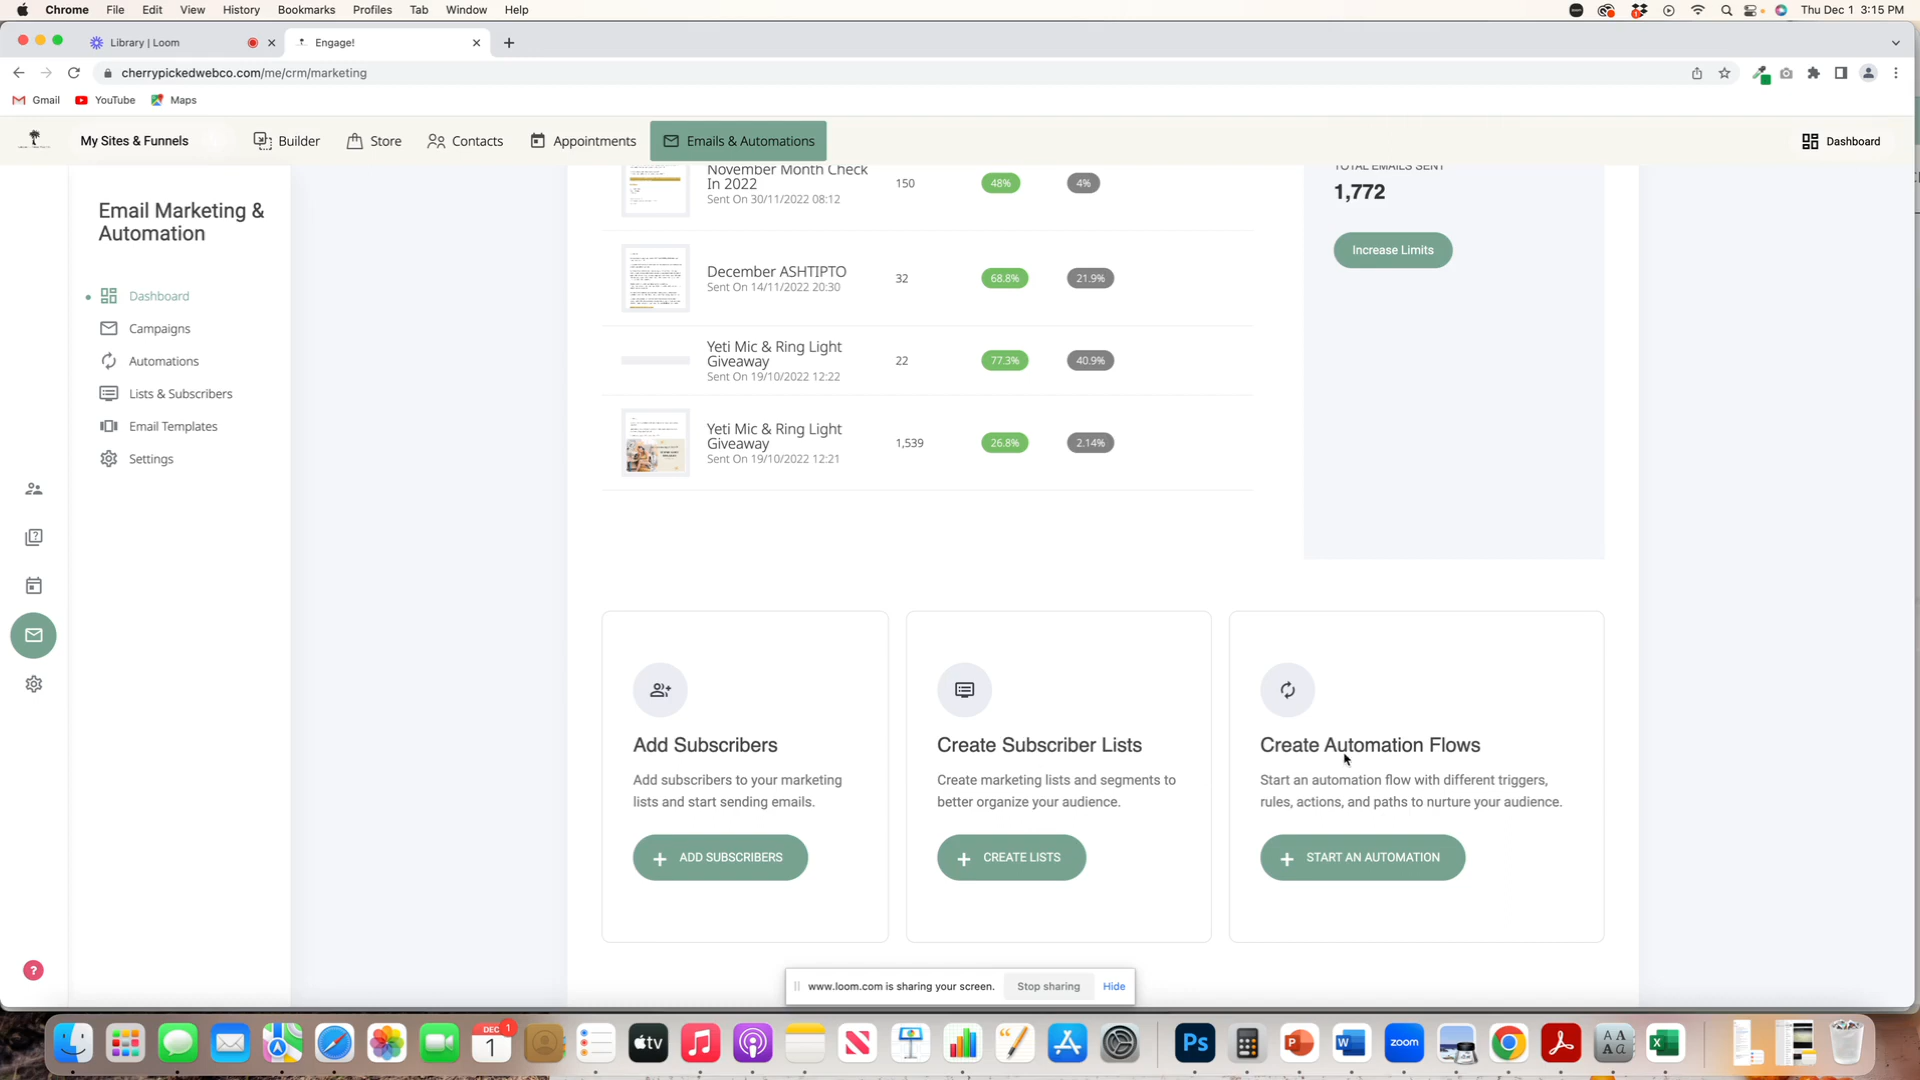 Chrome File Edit View History Bookmarks Profiles Tab Window Help Thu Dec 1 3:15 PM
Library | Loom Engage!
cherrypickedwebco.com/me/crm/marketing
Gmail YouTube Maps
My Sites & Funnels Builder Store Contacts Appointments Emails & Automations Dashboard
Email Marketing &
Automation
Dashboard
Campaigns
Automations
Lists & Subscribers
Email Templates
Settings
?
November Month Check
In 2022
Sent On 30/11/2022 08:12
150 48% 4%
December ASHTIPTO
Sent On 14/11/2022 20:30
32 68.8% 21.9%
Yeti Mic & Ring Light
Giveaway
Sent On 19/10/2022 12:22
22 77.3% 40.9%
Yeti Mic & Ring Light
Giveaway
Sent On 19/10/2022 12:21
1,539 26.8% 2.14%
TOTAL EMAILS SENT
1,772
Increase Limits
Add Subscribers
Add subscribers to your marketing
lists and start sending emails.
+ ADD SUBSCRIBERS
Create Subscriber Lists
Create marketing lists and segments to
better organize your audience.
+ CREATE LISTS
Create Automation Flows
Start an automation flow with different triggers,
rules, actions, and paths to nurture your audience.
+ START AN AUTOMATION
www.loom.com is sharing your screen. Stop sharing Hide
DEC 1
1
1
tv
Ps
zoom